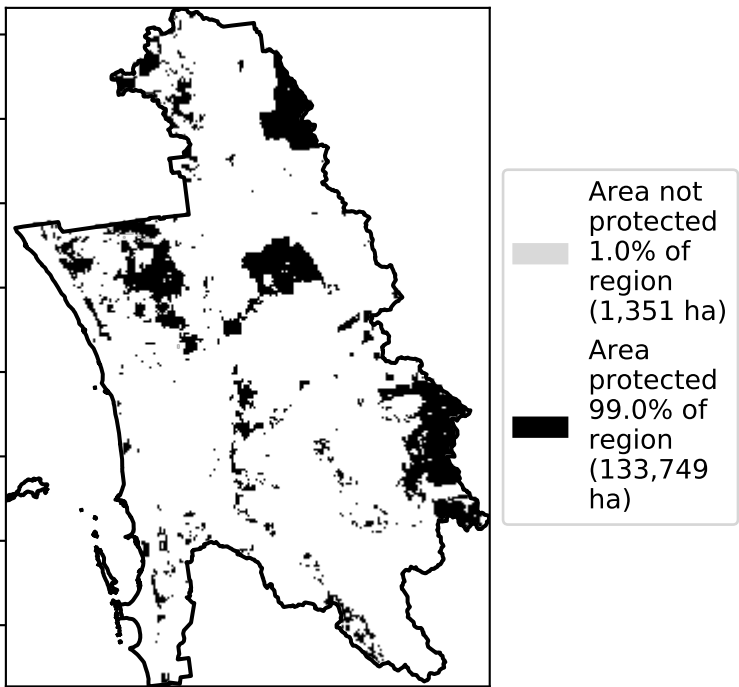 Area not
protected
1.0% of
region
(1,351 ha)
Area
protected
99.0% of
region
(133,749
ha)